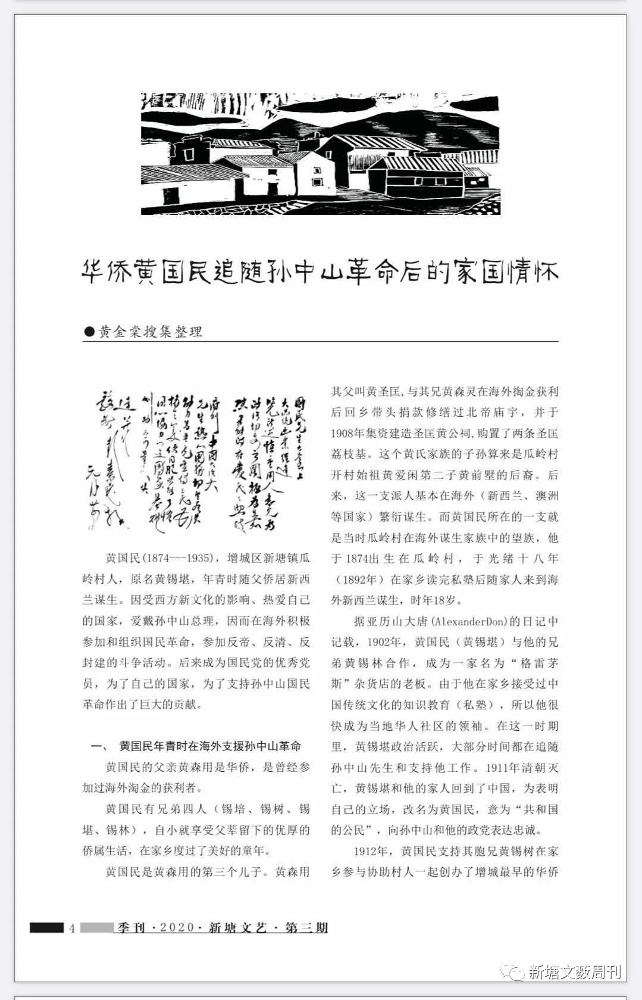 华侨黄国民追随孙中山革命后的家国情怀
●黄金棠搜集整理
国民先生大鉴上
黄国民(1874---1935)，增城区新塘镇瓜
岭村人，原名黄锡堪，年青时随父侨居新西
兰谋生。因受西方新文化的影响、热爱自己
的国家，爱戴孙中山总理，因而在海外积极
参加和组织国民革命，参加反帝、反清、反
封建的斗争活动。后来成为国民党的优秀党
员，为了自己的国家，为了支持孙中山国民
革命作出了巨大的贡献。
一、 黄国民年青时在海外支援孙中山革命
黄国民的父亲黄森用是华侨，是曾经参
加过海外淘金的获利者。
黄国民有兄弟四人（锡培、锡树、锡
堪、锡林），自小就享受父辈留下的优厚的
侨属生活，在家乡度过了美好的童年。
黄国民是黄森用的第三个儿子。黄森用
其父叫黄圣匡,与其兄黄森灵在海外掏金获利
后回乡带头捐款修缮过北帝庙宇，并于
1908年集资建造圣匡黄公祠,购置了两条圣匡
荔枝基。这个黄氏家族的子孙算来是瓜岭村
开村始祖黄爱闲第二子黄前墅的后裔。后
来，这一支派人基本在海外（新西兰、澳洲
等国家）繁衍谋生。而黄国民所在的一支就
是当时瓜岭村在海外谋生家族中的望族，他
于1874出生在瓜岭村，于光绪十八年
（1892年）在家乡读完私塾后随家人来到海
外新西兰谋生，时年18岁。
据亚历山大唐(AlexanderDon)的日记中
记载，1902年，黄国民（黄锡堪）与他的兄
弟黄锡林合作，成为一家名为“格雷茅
斯”杂货店的老板。由于他在家乡接受过中
国传统文化的知识教育（私塾），所以他很
快成为当地华人社区的领袖。在这一时期
里，黄锡堪政治活跃，大部分时间都在追随
孙中山先生和支持他工作。1911年清朝灭
亡，黄锡堪和他的家人回到了中国，为表明
自己的立场，改名为黄国民，意为“共和国
的公民”，向孙中山和他的政党表达忠诚。
1912年，黄国民支持其胞兄黄锡树在家
乡参与协助村人一起创办了增城最早的华侨
4 季刊·2020·新塘文艺·第三期
新塘文薮周刊